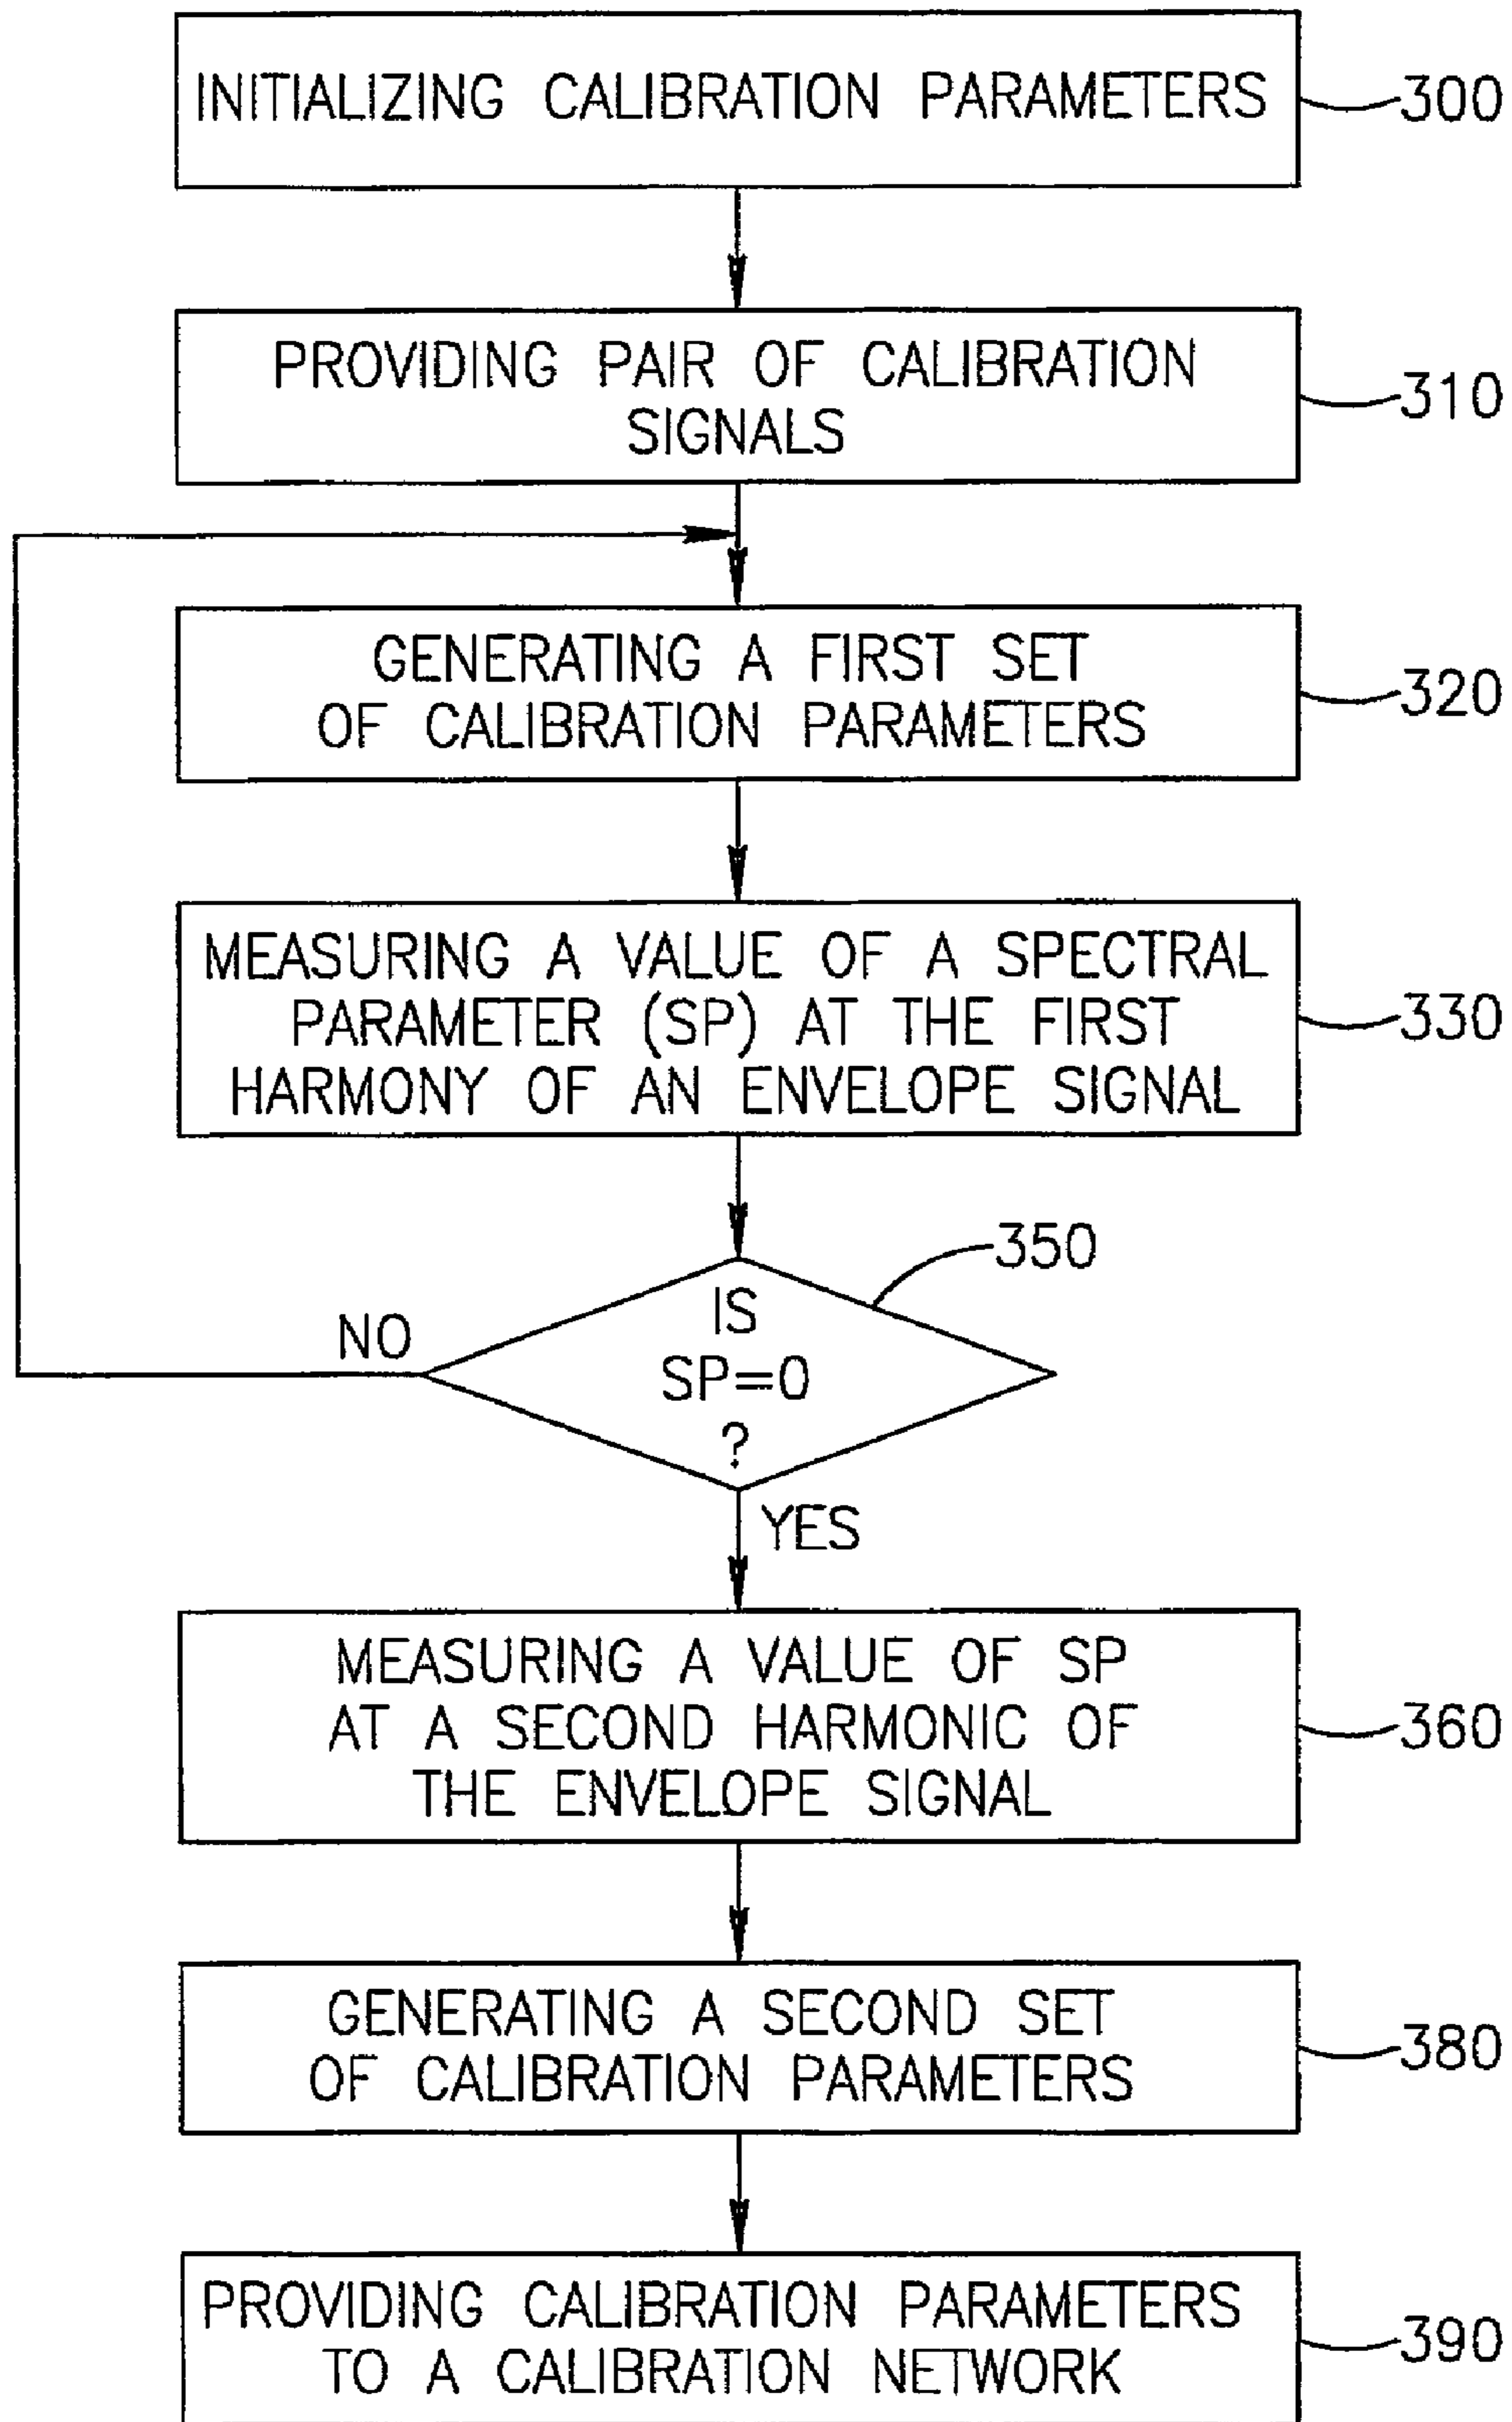 INITIALIZING CALIBRATION PARAMETERS
300
PROVIDING PAIR OF CALIBRATION
SIGNALS
310
GENERATING A FIRST SET
OF CALIBRATION PARAMETERS
320
MEASURING A VALUE OF A SPECTRAL
PARAMETER (SP) AT THE FIRST
HARMONY OF AN ENVELOPE SIGNAL
330
350
IS
SP=0
?
NO
YES
MEASURING A VALUE OF SP
AT A SECOND HARMONIC OF
THE ENVELOPE SIGNAL
360
GENERATING A SECOND SET
OF CALIBRATION PARAMETERS
380
PROVIDING CALIBRATION PARAMETERS
TO A CALIBRATION NETWORK
390